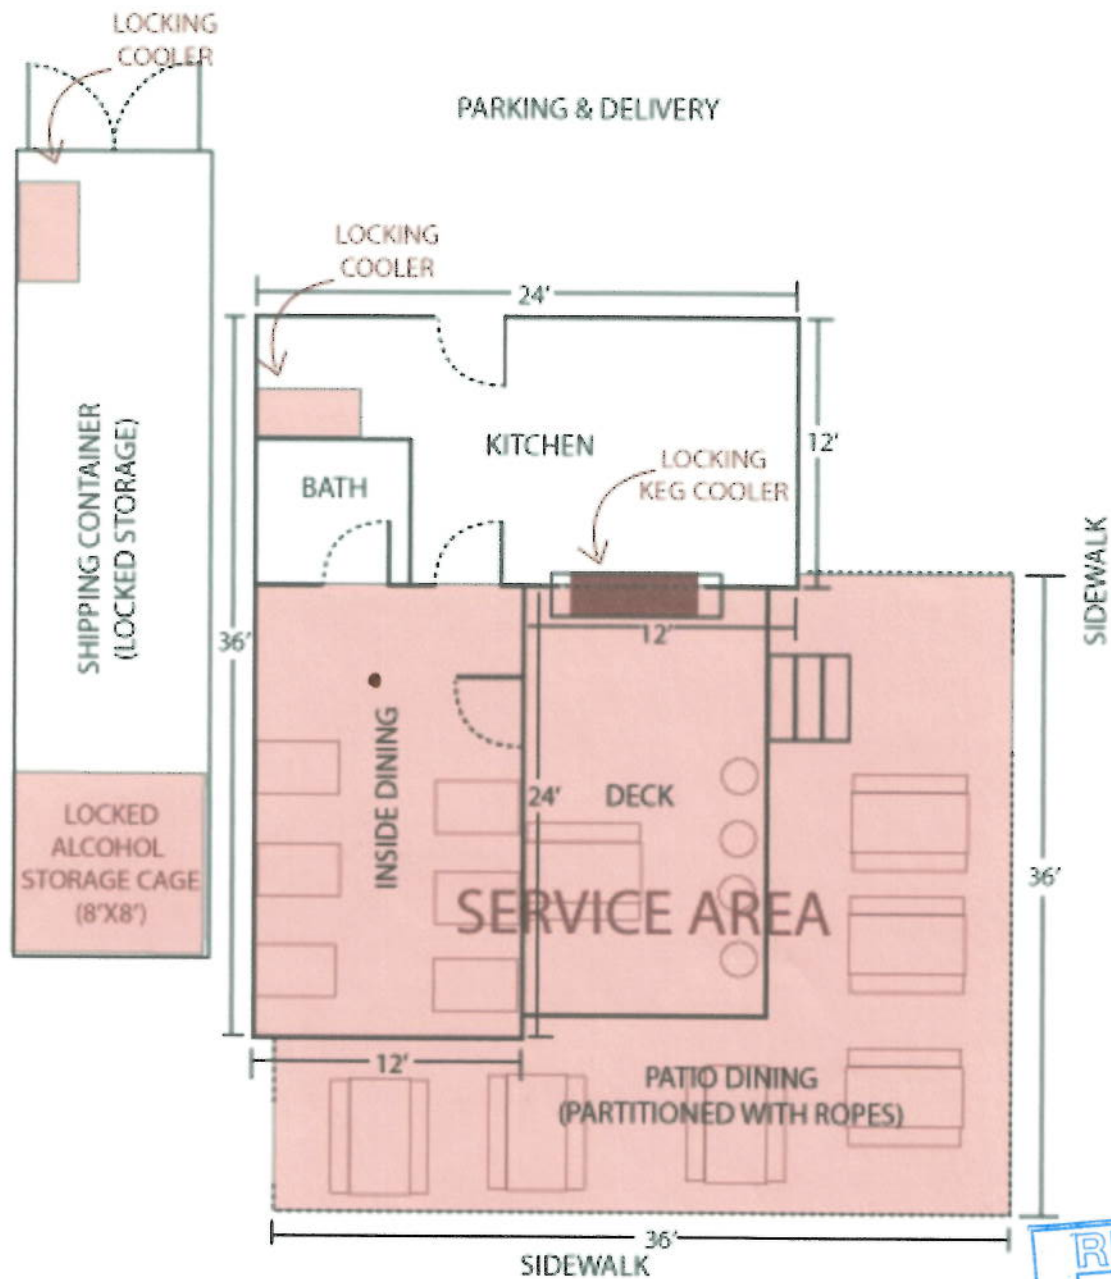 LOCKING
COOLER
PARKING & DELIVERY
LOCKING
COOLER
24'
SHIPPING CONTAINER
(LOCKED STORAGE)
KITCHEN
12'
LOCKING
KEG COOLER
BATH
SIDEWALK
36'
12'
INSIDE DINING
24'
DECK
LOCKED
ALCOHOL
STORAGE CAGE
(8'X8')
SERVICE AREA
36'
12'
PATIO DINING
(PARTITIONED WITH ROPES)
36'
SIDEWALK